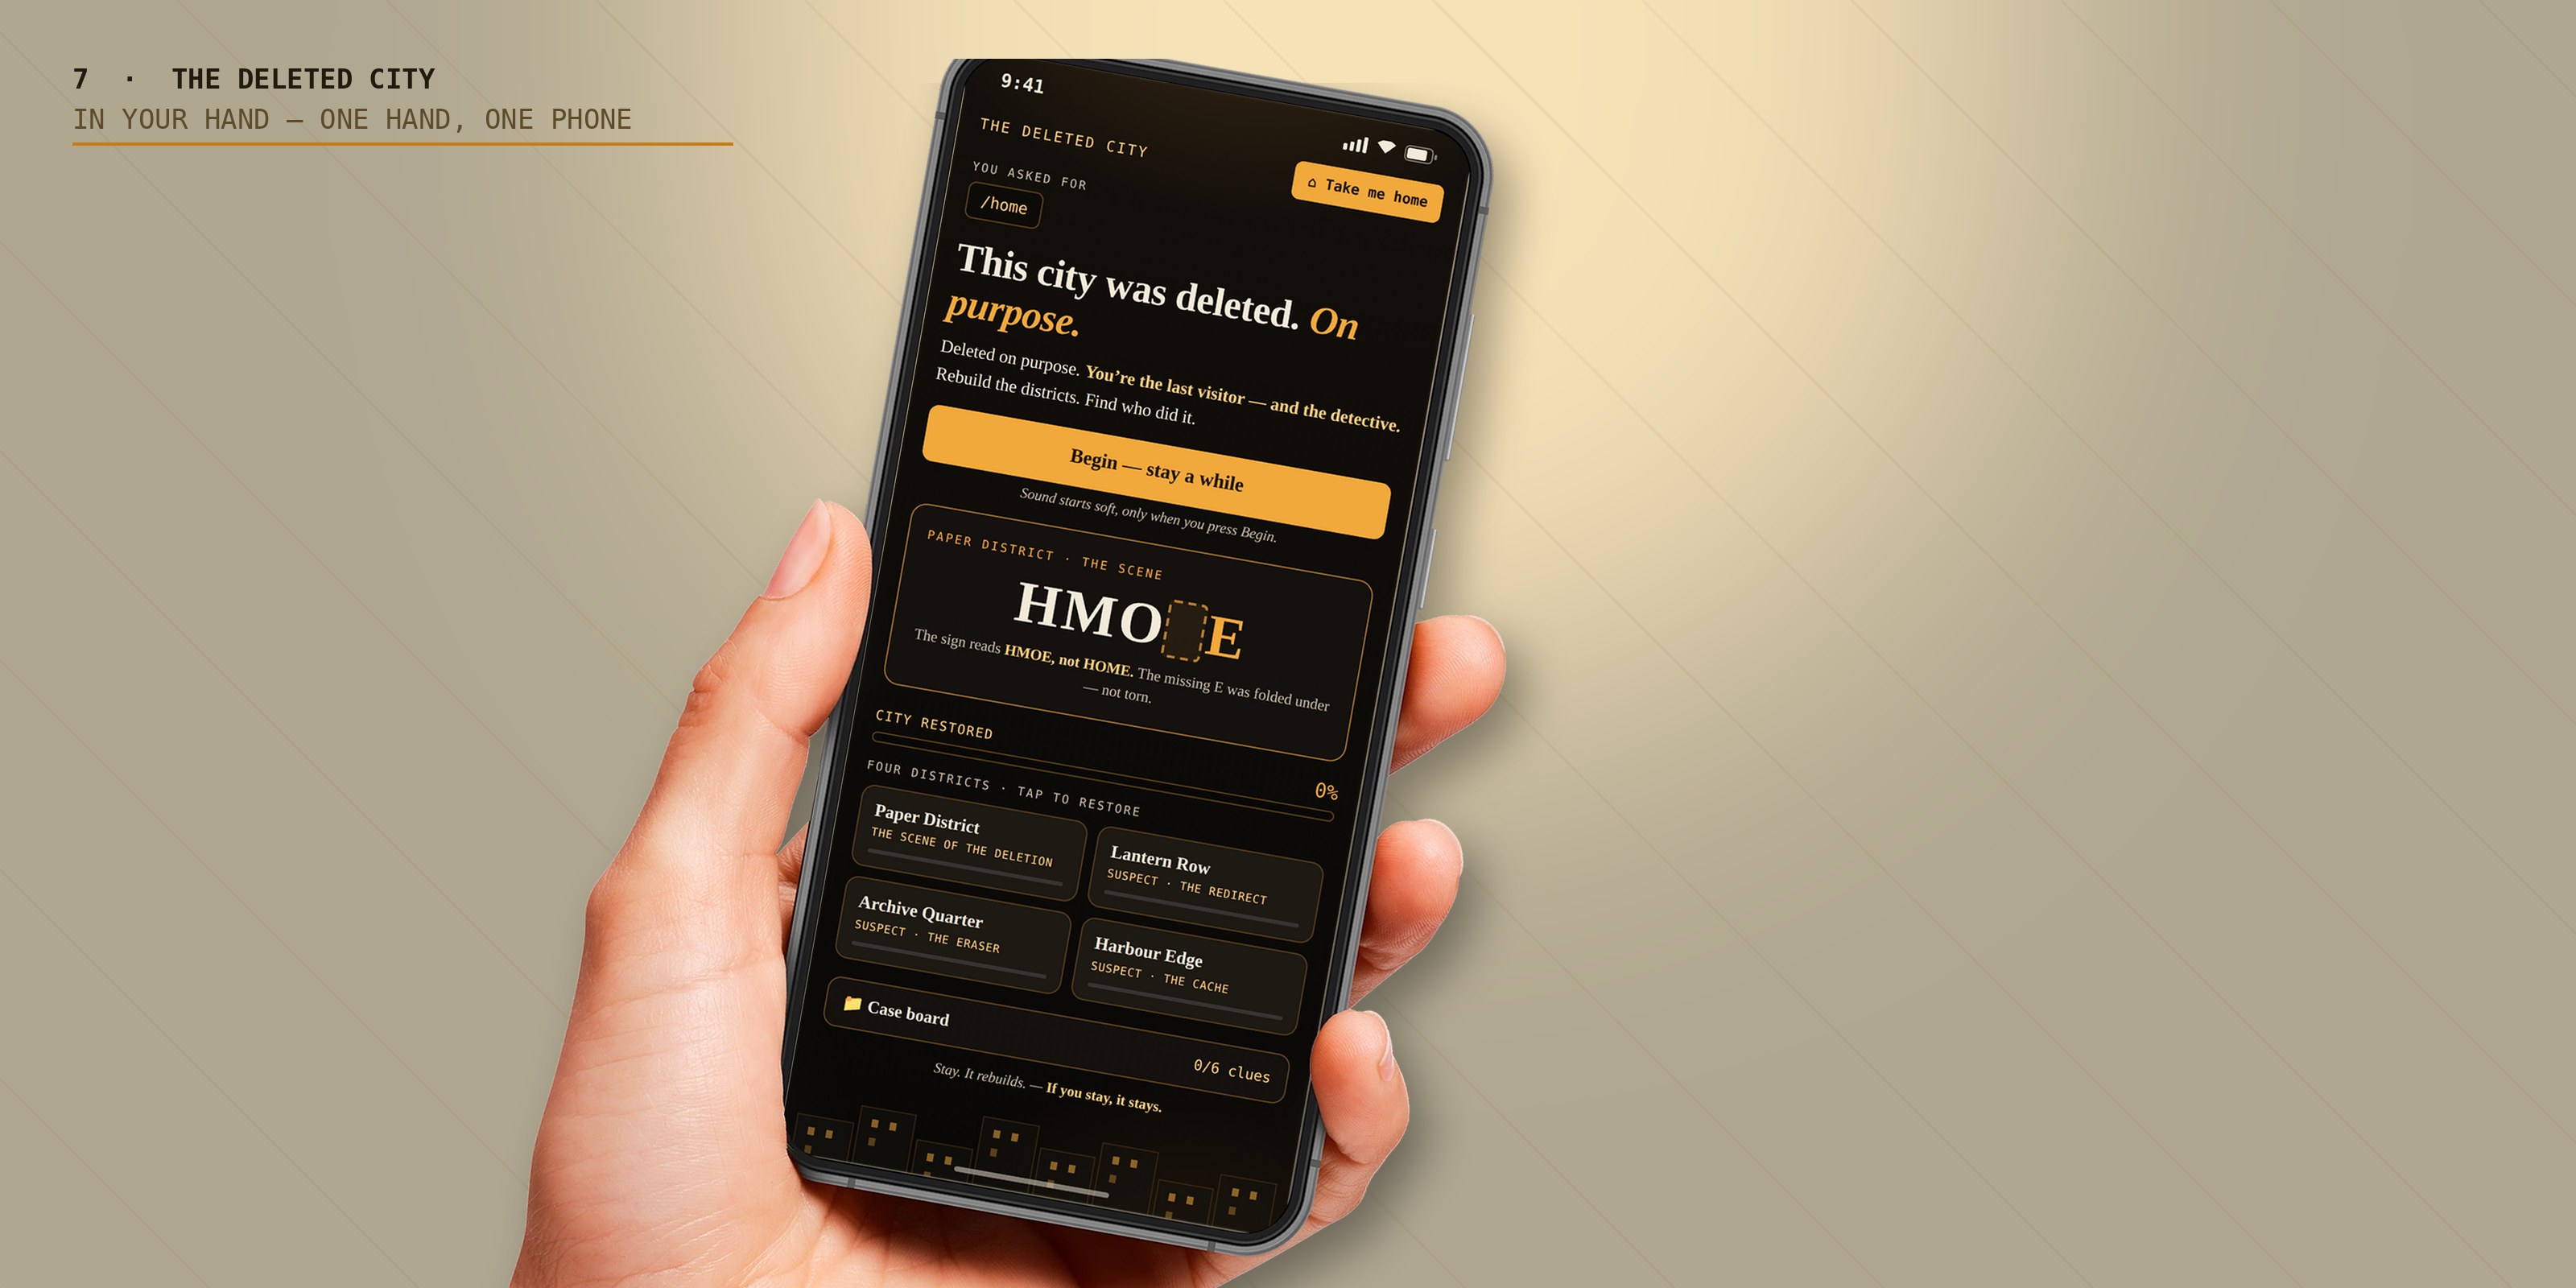 7 · THE DELETED CITY
IN YOUR HAND — ONE HAND, ONE PHONE
9:41
THE DELETED CITY
⌂ Take me home
YOU ASKED FOR
/home
This city was deleted. On
purpose.
Deleted on purpose. You’re the last visitor — and the detective.
Rebuild the districts. Find who did it.
Begin — stay a while
Sound starts soft, only when you press Begin.
PAPER DISTRICT · THE SCENE
HMO E
The sign reads HMOE, not HOME. The missing E was folded under
— not torn.
CITY RESTORED
0%
FOUR DISTRICTS · TAP TO RESTORE
Paper District
THE SCENE OF THE DELETION
Lantern Row
SUSPECT · THE REDIRECT
Archive Quarter
SUSPECT · THE ERASER
Harbour Edge
SUSPECT · THE CACHE
📁 Case board
0/6 clues
Stay. It rebuilds. — If you stay, it stays.